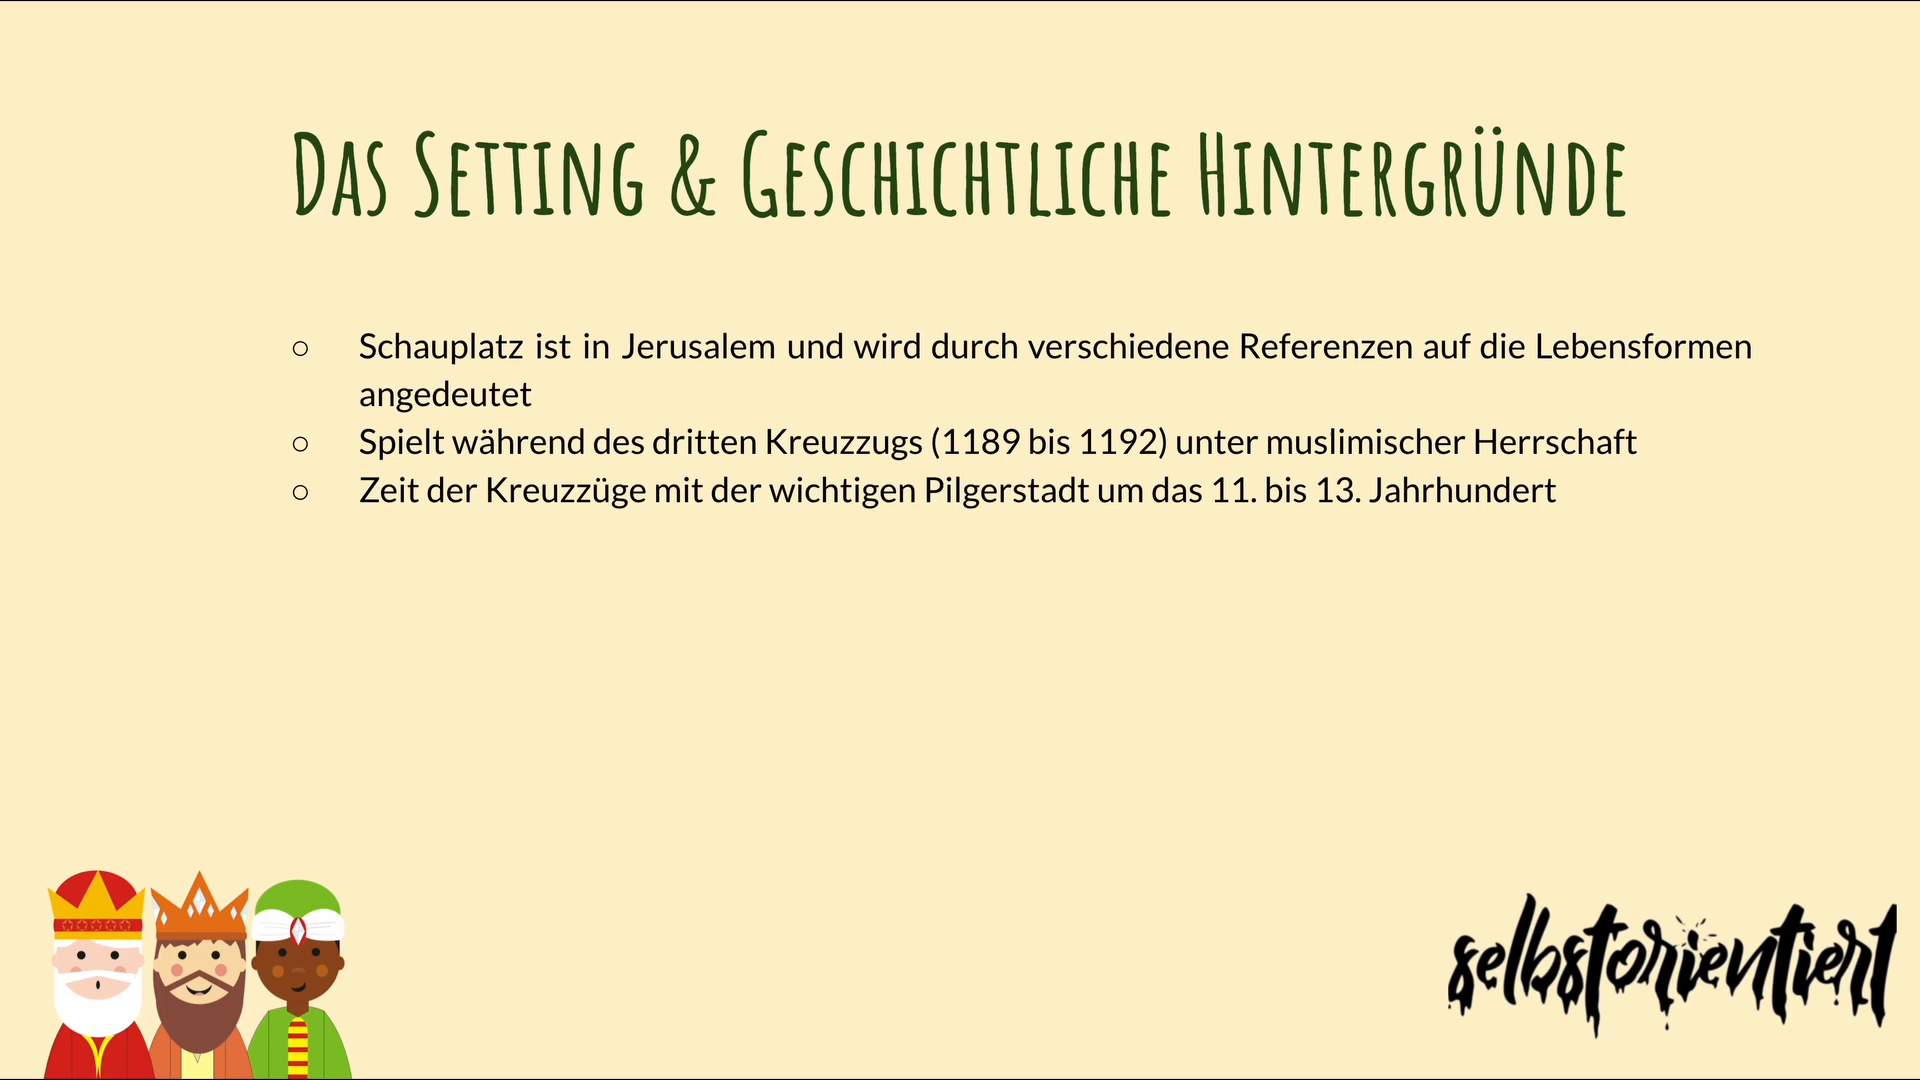 Das Setting & Geschichtliche Hintergründe
○ Schauplatz ist in Jerusalem und wird durch verschiedene Referenzen auf die Lebensformen
angedeutet
○ Spielt während des dritten Kreuzzugs (1189 bis 1192) unter muslimischer Herrschaft
○ Zeit der Kreuzzüge mit der wichtigen Pilgerstadt um das 11. bis 13. Jahrhundert
selbstorientiert